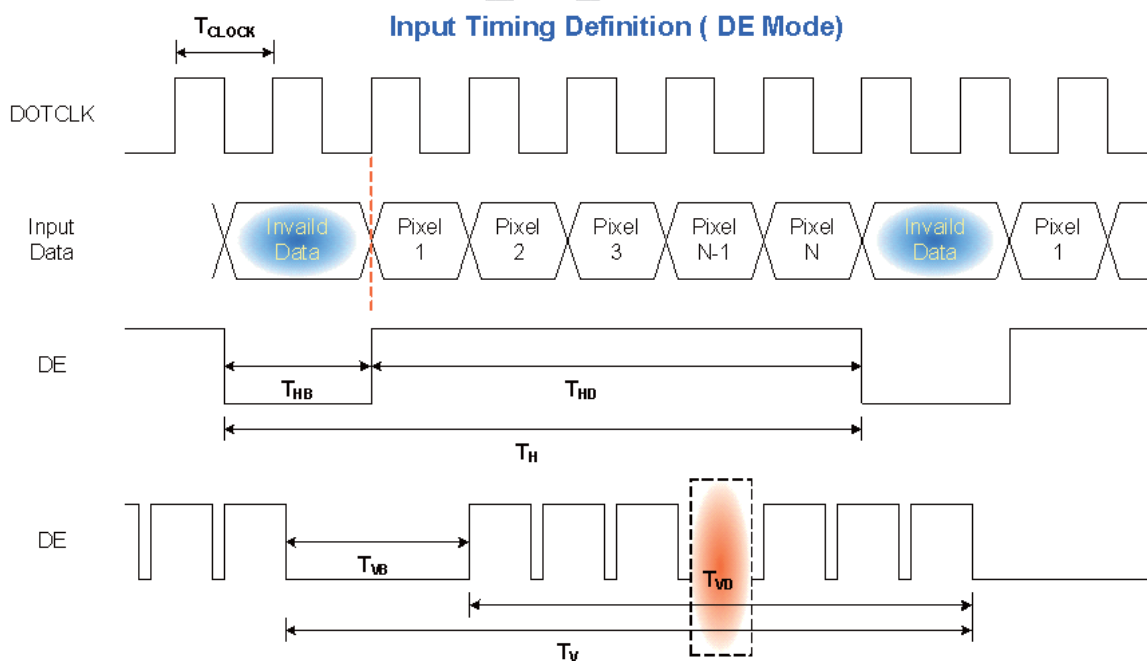 Input Timing Definition ( DE Mode)
TCLOCK
DOTCLK
Input
Data
Invaild
Data
Pixel
1
Pixel
2
Pixel
3
Pixel
N-1
Pixel
N
Invaild
Data
Pixel
1
DE
THB
THD
TH
DE
TVB
TVD
TV